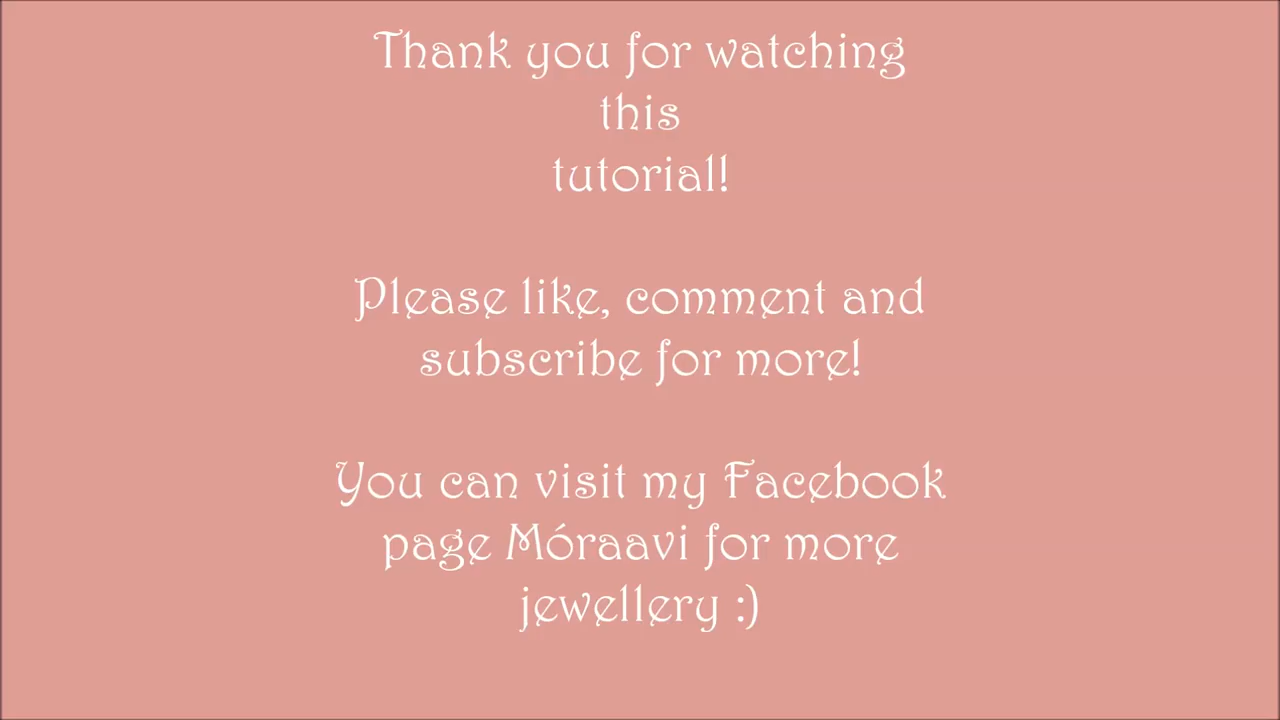 Thank you for watching
this
tutorial!
Please like, comment and
subscribe for more!
You can visit my Facebook
page Móraavi for more
jewellery :)